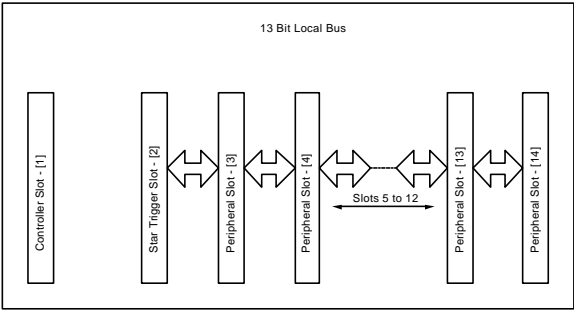 13 Bit Local Bus
Controller Slot - [1]
Star Trigger Slot - [2]
Peripheral Slot - [3]
Peripheral Slot - [4]
Slots 5 to 12
Peripheral Slot - [13]
Peripheral Slot - [14]